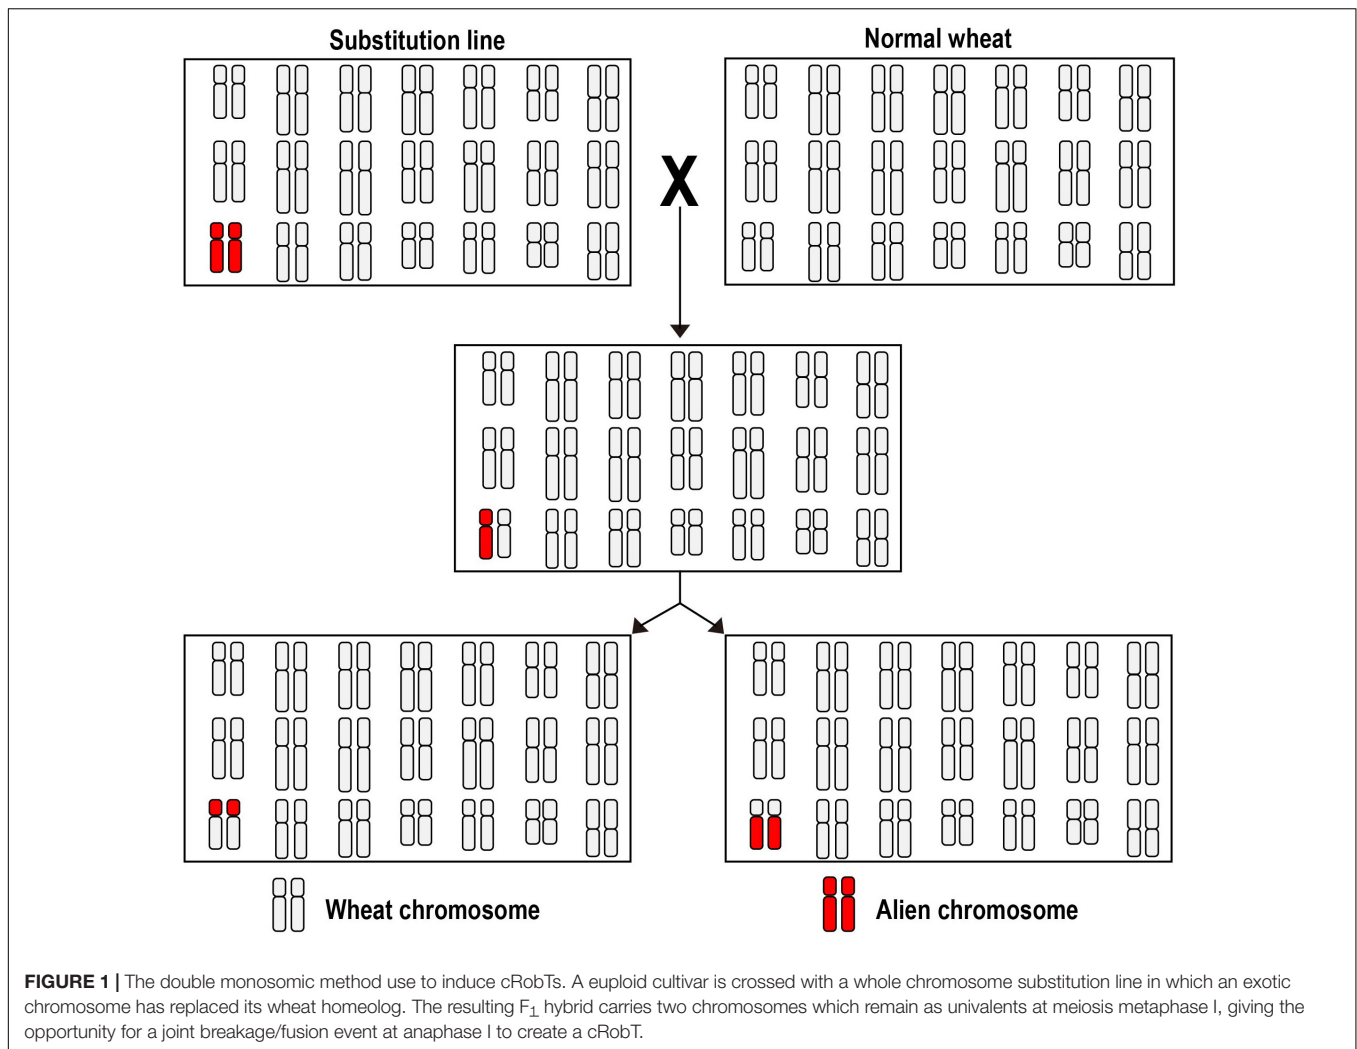 Substitution line
Normal wheat
X
Wheat chromosome
Alien chromosome
FIGURE 1 | The double monosomic method use to induce cRobTs. A euploid cultivar is crossed with a whole chromosome substitution line in which an exotic
chromosome has replaced its wheat homeolog. The resulting F1 hybrid carries two chromosomes which remain as univalents at meiosis metaphase I, giving the
opportunity for a joint breakage/fusion event at anaphase I to create a cRobT.